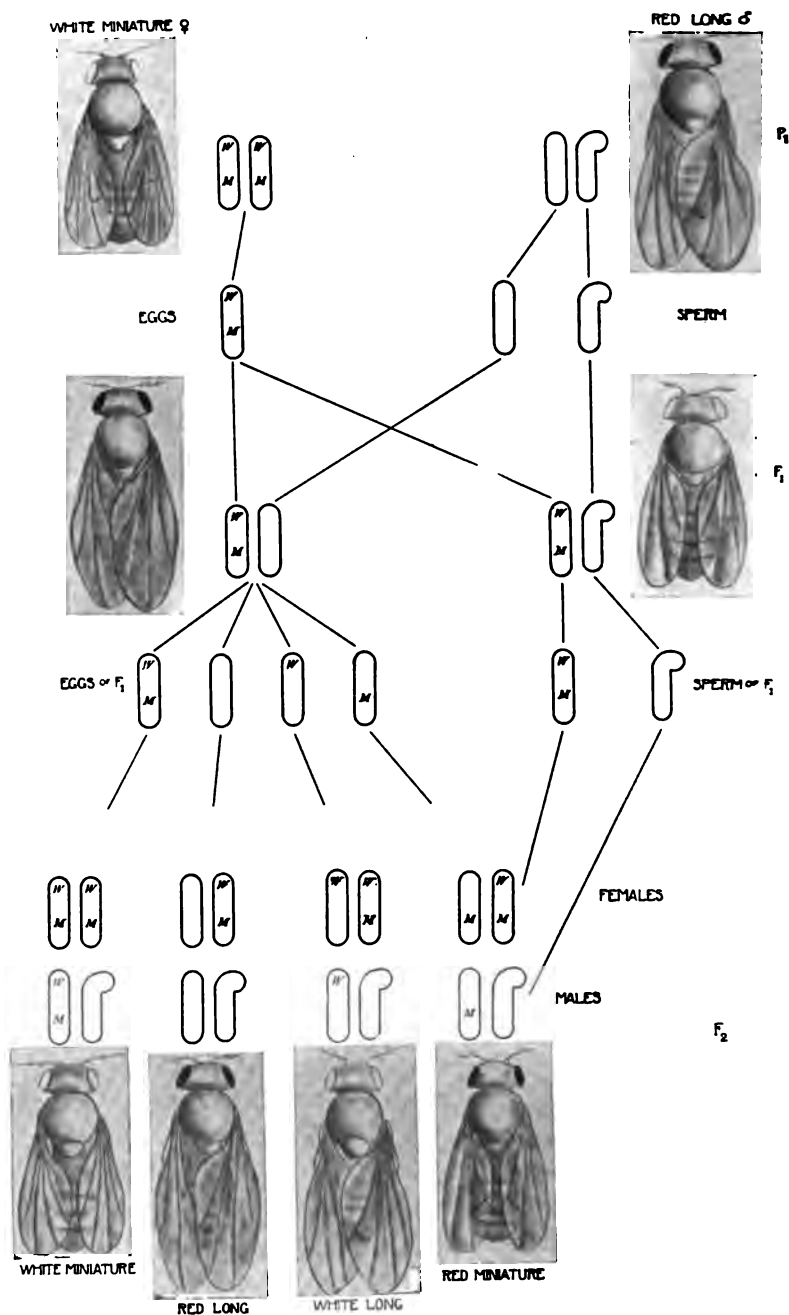 WHITE MINIATURE ♀
RED LONG ♂
P₁
W W
M M
EGGS
W
M
SPERM
F₁
W
M
W
M
EGGS OF F₁
W
M
W
M
W
M
SPERM OF F₁
FEMALES
W W
M M
W
M
W W
M
W
M M
MALES
W
M
W
M
F₂
WHITE MINIATURE
RED LONG
WHITE LONG
RED MINIATURE